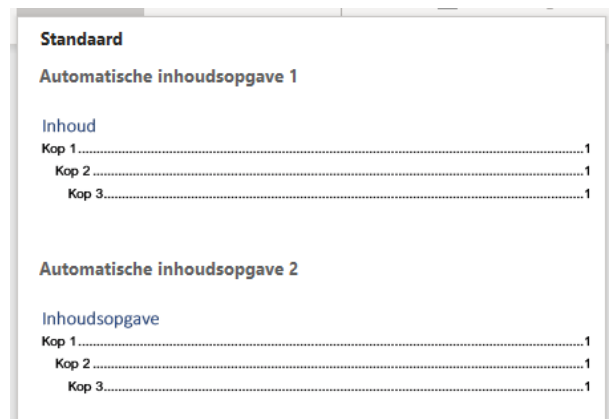 Standaard
Automatische inhoudsopgave 1
Inhoud
Kop 1........................................................................................................................1
Kop 2....................................................................................................................1
Kop 3.................................................................................................................1
Automatische inhoudsopgave 2
Inhoudsopgave
Kop 1........................................................................................................................1
Kop 2....................................................................................................................1
Kop 3.................................................................................................................1